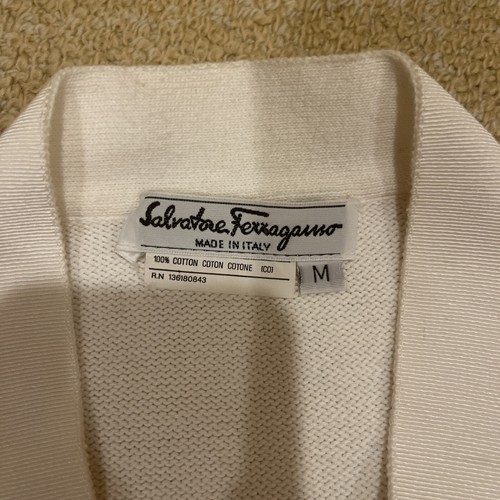 Salvatore Ferragamo
MADE IN ITALY
100% COTTON COTON COTONE (CO)
R.N 136180843
M